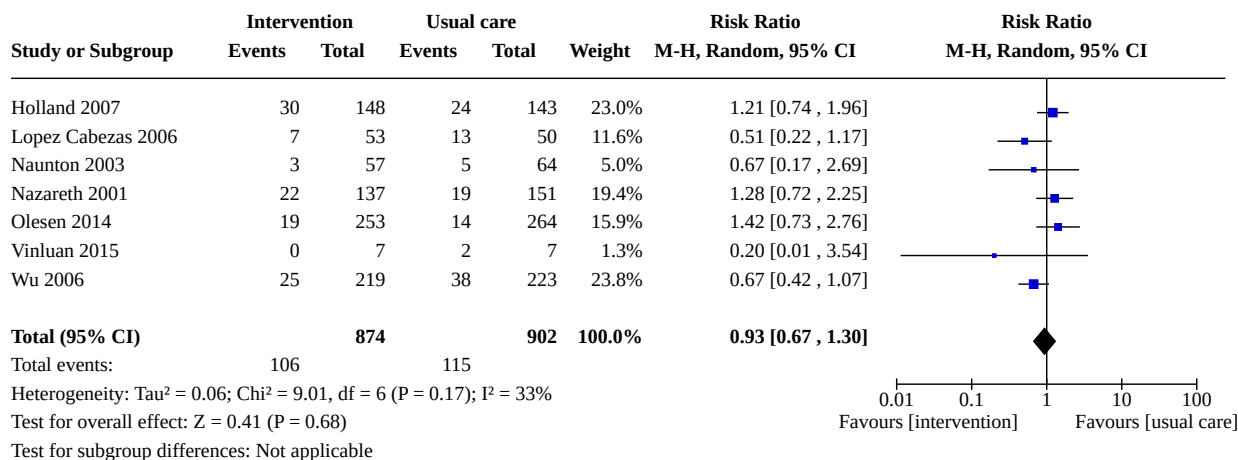 Intervention Usual care Risk Ratio Risk Ratio
Study or Subgroup Events Total Events Total Weight M-H, Random, 95% CI M-H, Random, 95% CI
Holland 2007 30 148 24 143 23.0% 1.21 [0.74 , 1.96]
Lopez Cabezas 2006 7 53 13 50 11.6% 0.51 [0.22 , 1.17]
Naunton 2003 3 57 5 64 5.0% 0.67 [0.17 , 2.69]
Nazareth 2001 22 137 19 151 19.4% 1.28 [0.72 , 2.25]
Olesen 2014 19 253 14 264 15.9% 1.42 [0.73 , 2.76]
Vinluan 2015 0 7 2 7 1.3% 0.20 [0.01 , 3.54]
Wu 2006 25 219 38 223 23.8% 0.67 [0.42 , 1.07]
Total (95% CI) 874 902 100.0% 0.93 [0.67 , 1.30]
Total events: 106 115
Heterogeneity: Tau² = 0.06; Chi² = 9.01, df = 6 (P = 0.17); I² = 33%
0.01 0.1 1 10 100
Test for overall effect: Z = 0.41 (P = 0.68)
Favours [intervention] Favours [usual care]
Test for subgroup differences: Not applicable